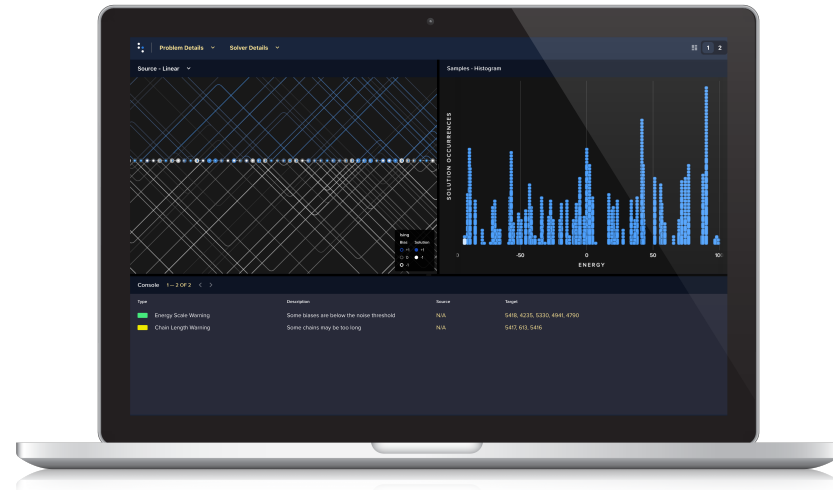 Problem Details
Solver Details
1 2
Source - Linear
Samples - Histogram
SOLUTION OCCURRENCES
Ising
Bias Solution
+1 +1
0 -1
-1
-50 0 50
ENERGY
Console 1 — 2 OF 2 < >
Type Description Source Target
Energy Scale Warning Some biases are below the noise threshold N/A 5418, 4235, 5330, 4941, 4790
Chain Length Warning Some chains may be too long N/A 5417, 613, 5416